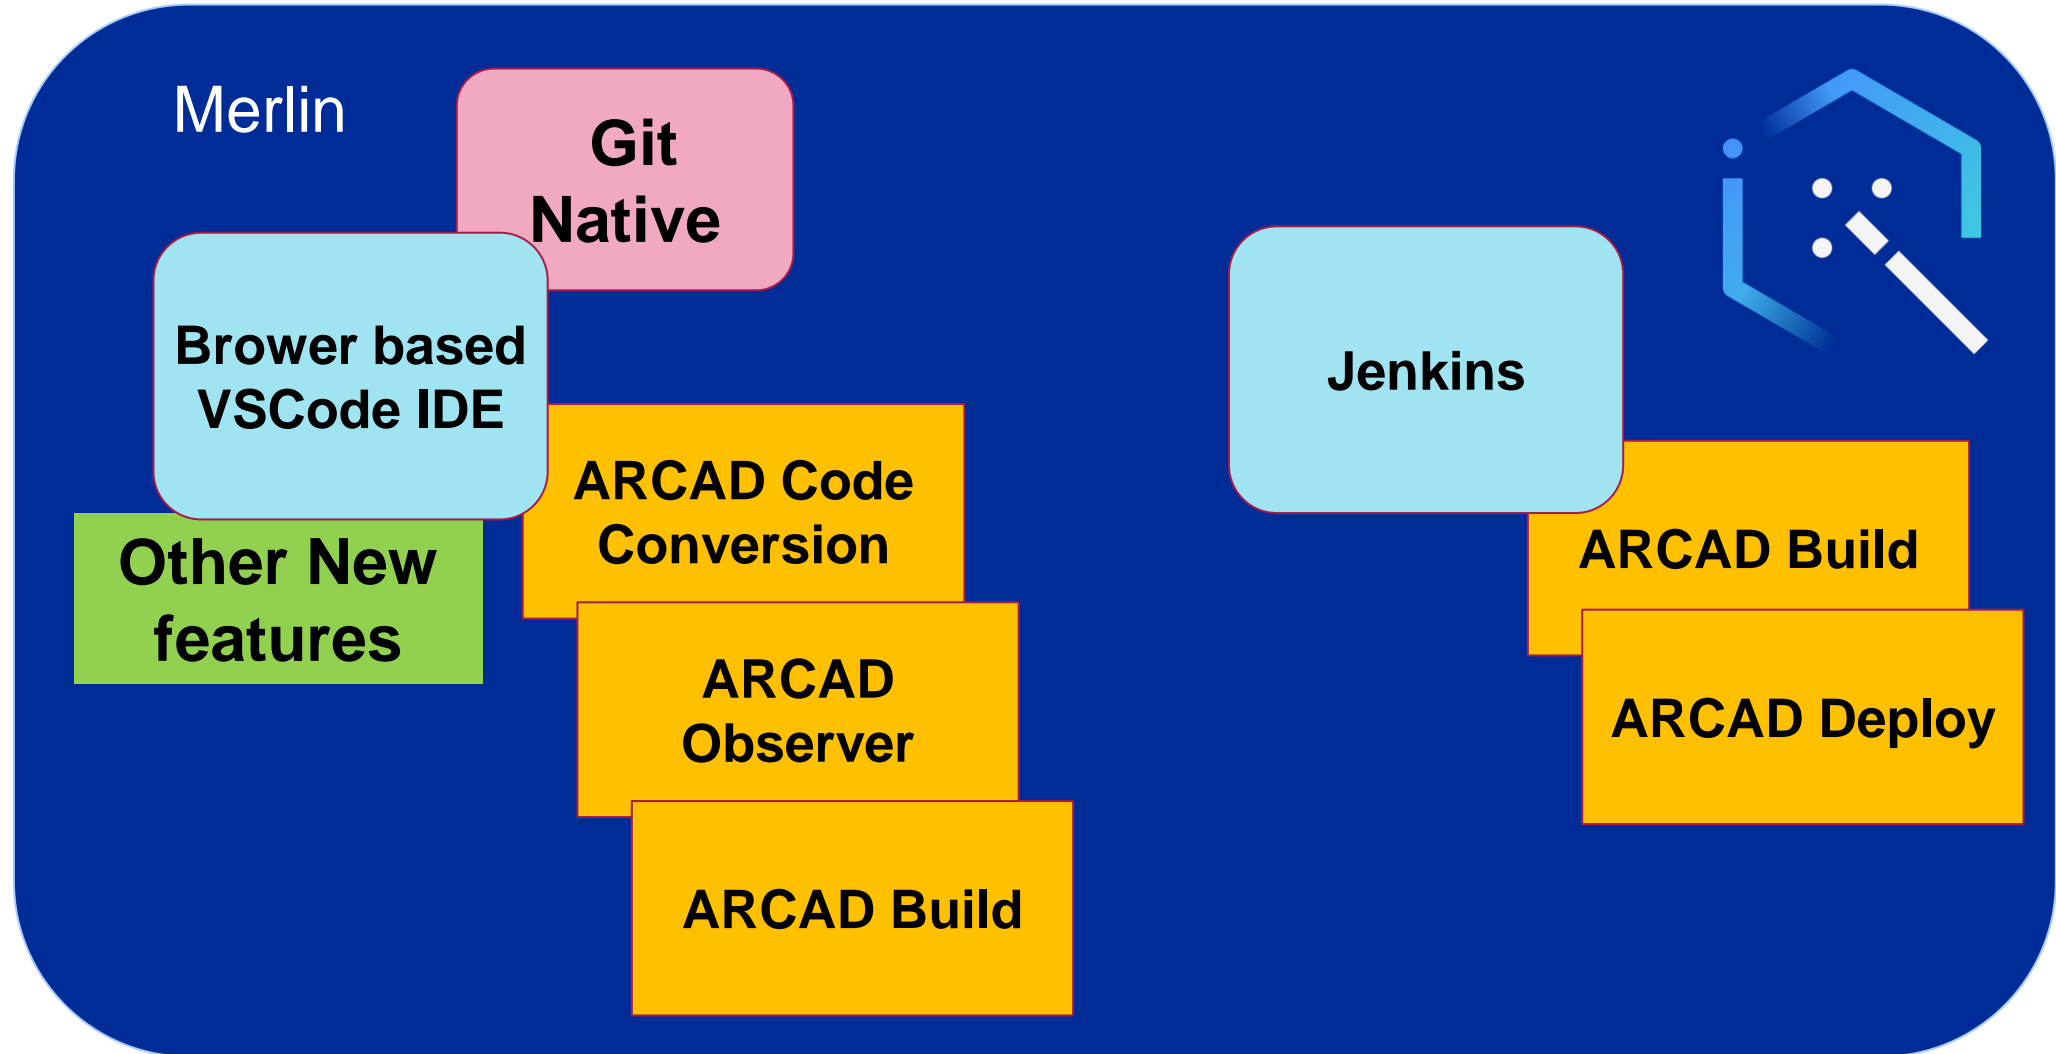 Merlin
Git
Native
Brower based
VSCode IDE
Other New
features
ARCAD Code
Conversion
ARCAD
Observer
ARCAD Build
Jenkins
ARCAD Build
ARCAD Deploy